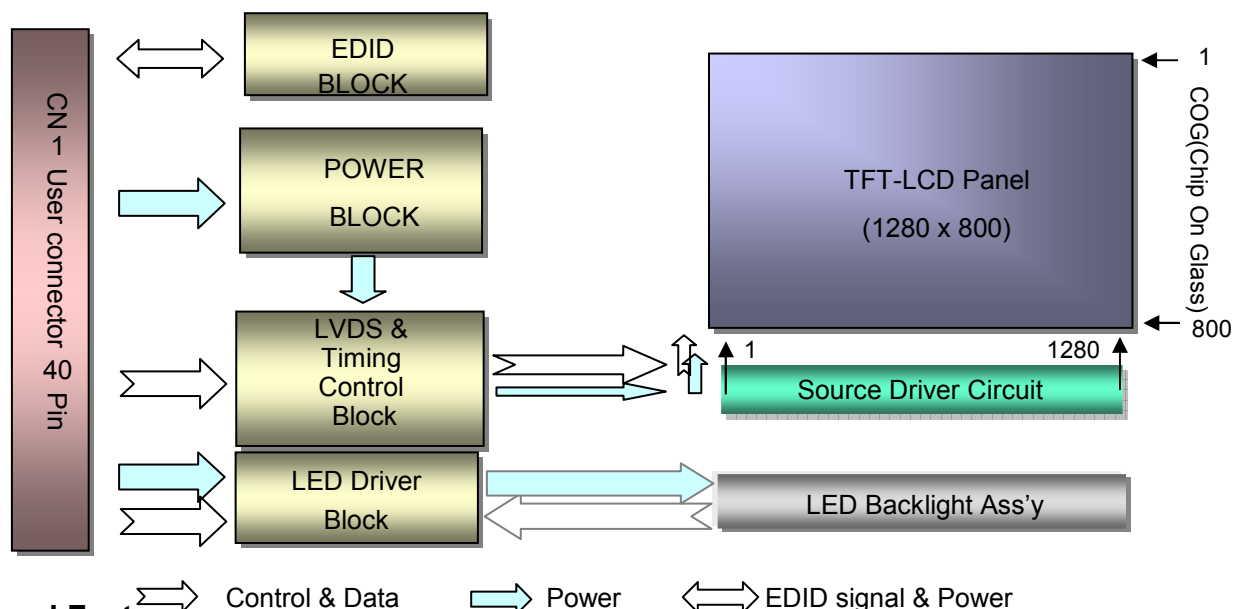 CN 1 User connector 40 Pin
EDID
BLOCK
POWER
BLOCK
LVDS &
Timing
Control
Block
LED Driver
Block
TFT-LCD Panel
(1280 x 800)
1
COG(Chip On Glass)
800
1
1280
Source Driver Circuit
LED Backlight Ass'y
Control & Data
Power
EDID signal & Power